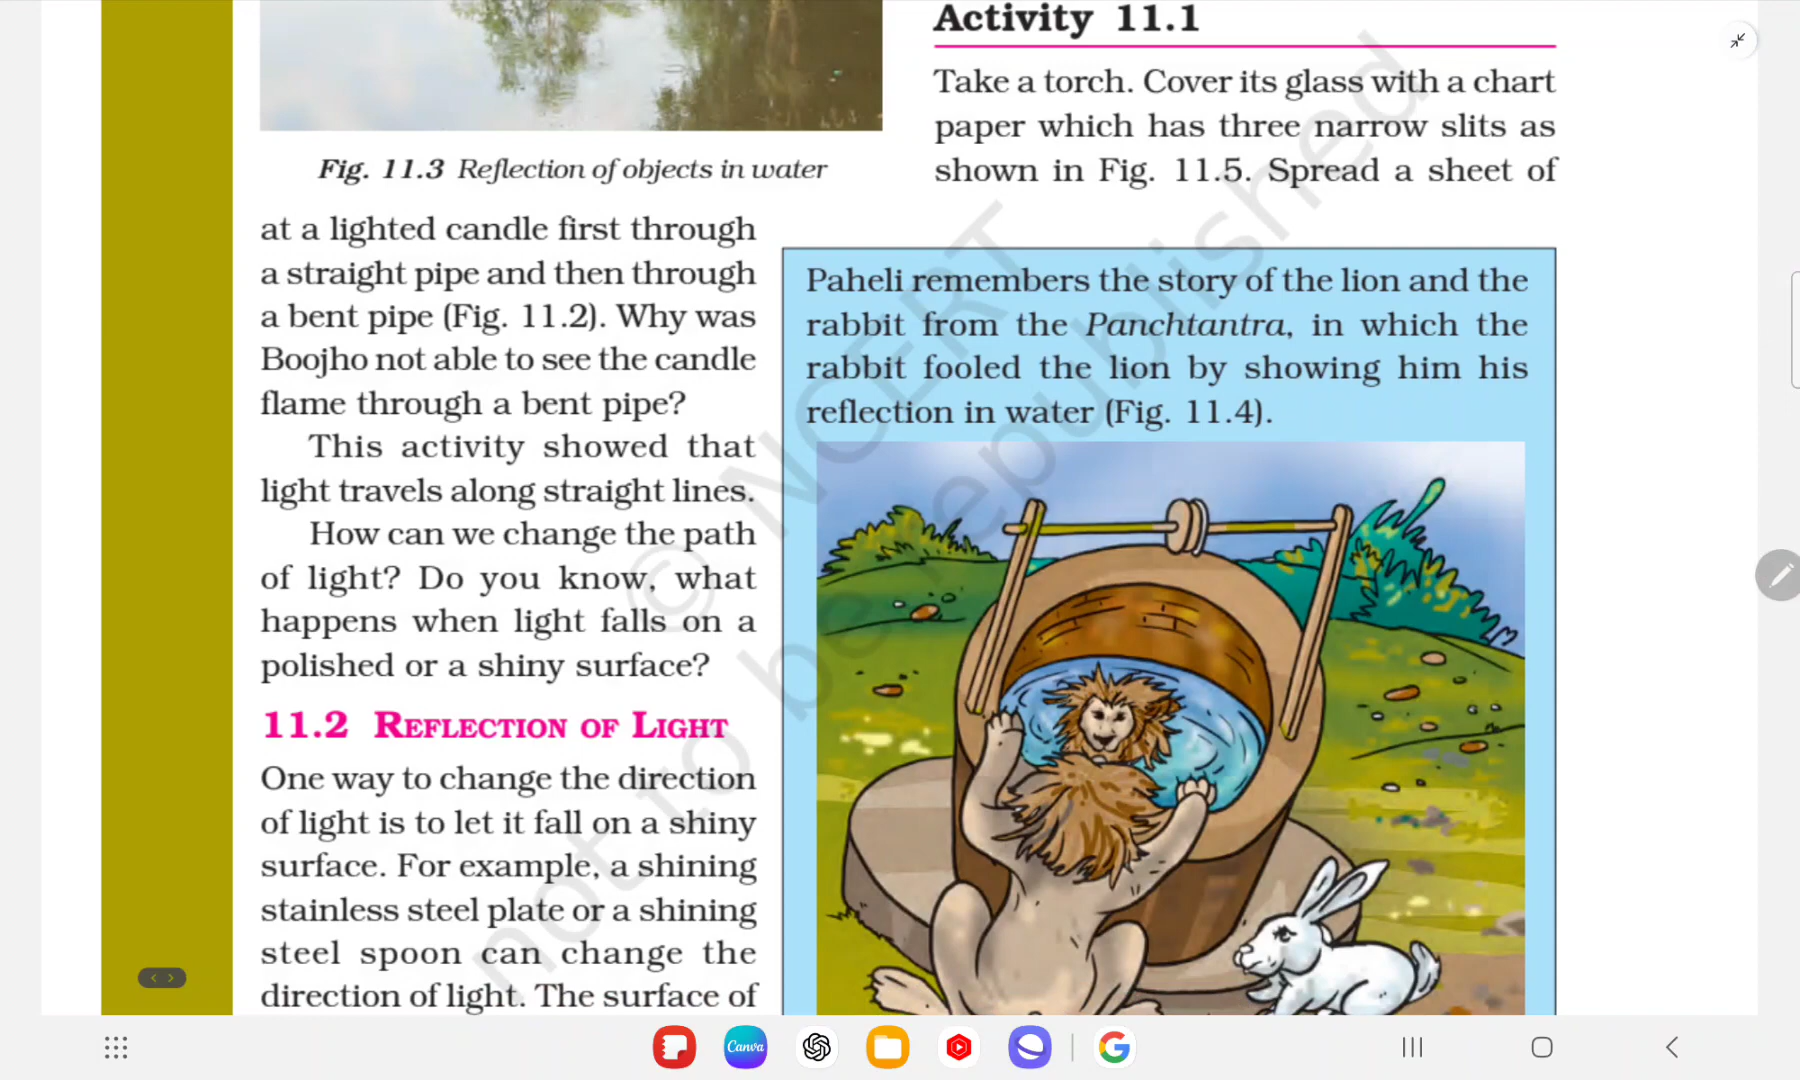 Fig. 11.3 Reflection of objects in water
at a lighted candle first through
a straight pipe and then through
a bent pipe (Fig. 11.2). Why was
Boojho not able to see the candle
flame through a bent pipe?
This activity showed that
light travels along straight lines.
How can we change the path
of light? Do you know, what
happens when light falls on a
polished or a shiny surface?
11.2 REFLECTION OF LIGHT
One way to change the direction
of light is to let it fall on a shiny
surface. For example, a shining
stainless steel plate or a shining
steel spoon can change the
direction of light. The surface of
Activity 11.1
Take a torch. Cover its glass with a chart
paper which has three narrow slits as
shown in Fig. 11.5. Spread a sheet of
Paheli remembers the story of the lion and the
rabbit from the Panchtantra, in which the
rabbit fooled the lion by showing him his
reflection in water (Fig. 11.4).
© NCERT
not to be republished
Canva